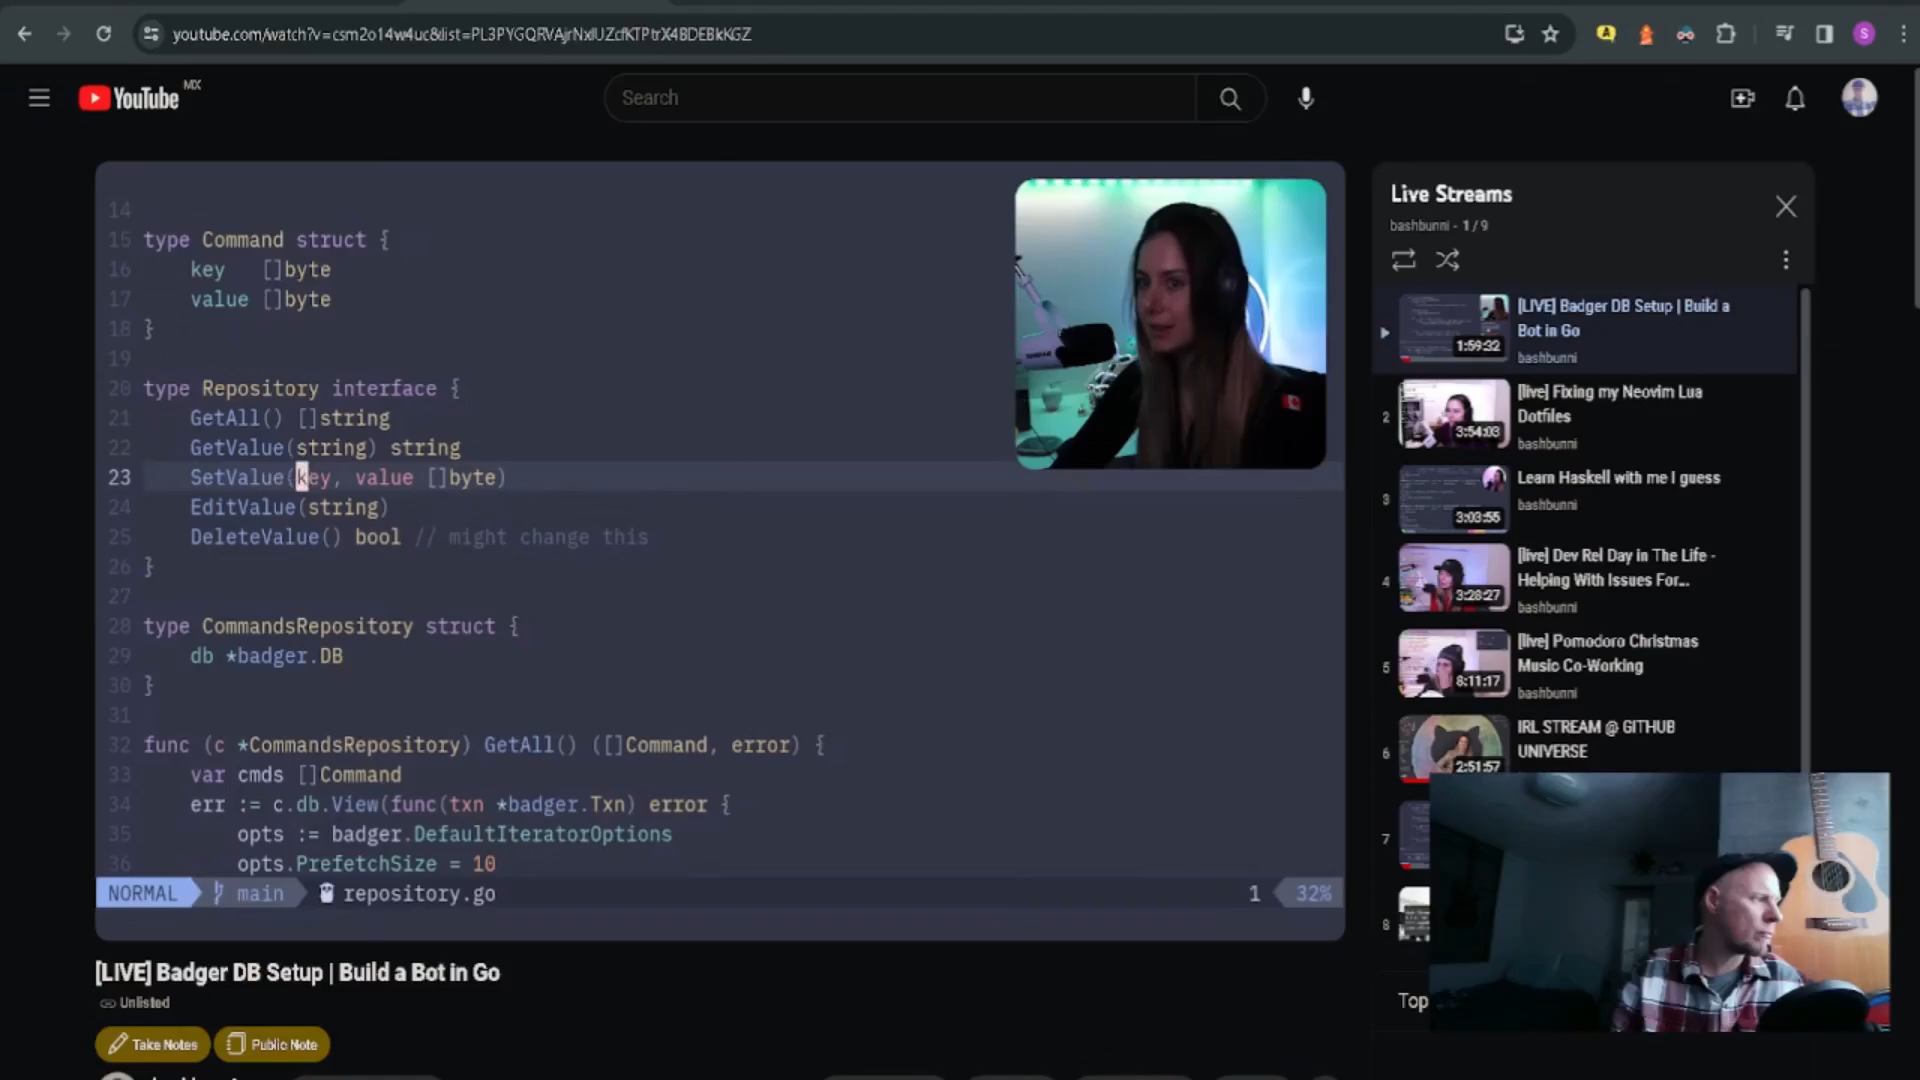 youtube.com/watch?v=csm2o14w4uc&list=PL3PYGQRVAjrNxIUZcfKTPtrX4BDEBkKGZ
A
S
YouTube MX
Search
14
15 type Command struct {
16 key []byte
17 value []byte
18 }
19
20 type Repository interface {
21 GetAll() []string
22 GetValue(string) string
23 SetValue(key, value []byte)
24 EditValue(string)
25 DeleteValue() bool // might change this
26 }
27
28 type CommandsRepository struct {
29 db *badger.DB
30 }
31
32 func (c *CommandsRepository) GetAll() ([]Command, error) {
33 var cmds []Command
34 err := c.db.View(func(txn *badger.Txn) error {
35 opts := badger.DefaultIteratorOptions
36 opts.PrefetchSize = 10
NORMAL main repository.go 1 32%
[LIVE] Badger DB Setup | Build a Bot in Go
Unlisted
Take Notes Public Note
Live Streams
bashbunni - 1 / 9
1:59:32
[LIVE] Badger DB Setup | Build a
Bot in Go
bashbunni
2
3:54:03
[live] Fixing my Neovim Lua
Dotfiles
bashbunni
3
3:03:55
Learn Haskell with me I guess
bashbunni
4
3:28:27
[live] Dev Rel Day in The Life -
Helping With Issues For...
bashbunni
5
8:11:17
[live] Pomodoro Christmas
Music Co-Working
bashbunni
6
2:51:57
IRL STREAM @ GITHUB
UNIVERSE
7
8
Top